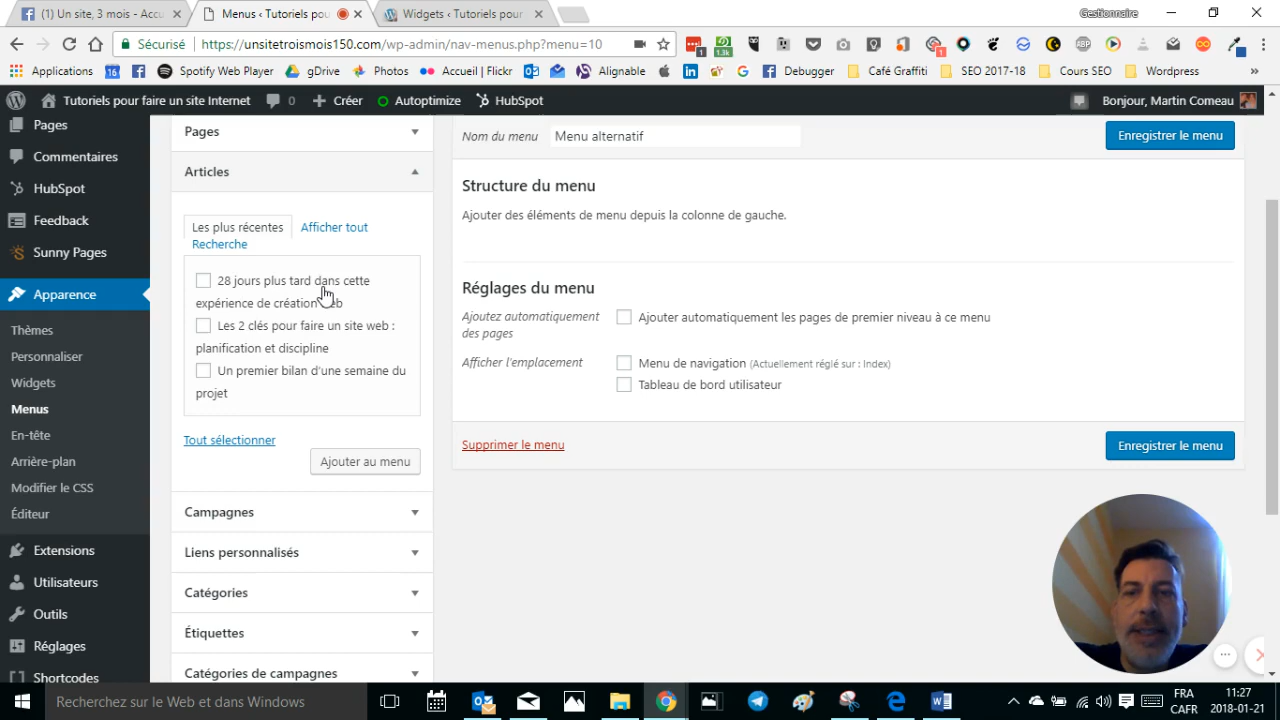 (1) Un site, 3 mois - Accu
Menus ‹ Tutoriels pou
Widgets ‹ Tutoriels pour
Gestionnaire
Sécurisé
https://unsitetroismois150.com/wp-admin/nav-menus.php?menu=10
Applications
16
Spotify Web Player
gDrive
Photos
Accueil | Flickr
Alignable
Debugger
Café Graffiti
SEO 2017-18
Cours SEO
Wordpress
»
Tutoriels pour faire un site Internet
0
Créer
Autoptimize
HubSpot
Bonjour, Martin Comeau
Pages
Commentaires
HubSpot
Feedback
Sunny Pages
Apparence
Thèmes
Personnaliser
Widgets
Menus
En-tête
Arrière-plan
Modifier le CSS
Éditeur
Extensions
Utilisateurs
Outils
Réglages
Shortcodes
Pages
Articles
Les plus récentes
Afficher tout
Recherche
28 jours plus tard dans cette
expérience de création web
Les 2 clés pour faire un site web :
planification et discipline
Un premier bilan d'une semaine du
projet
Tout sélectionner
Ajouter au menu
Campagnes
Liens personnalisés
Catégories
Étiquettes
Catégories de campagnes
Nom du menu
Menu alternatif
Enregistrer le menu
Structure du menu
Ajouter des éléments de menu depuis la colonne de gauche.
Réglages du menu
Ajoutez automatiquement
des pages
Ajouter automatiquement les pages de premier niveau à ce menu
Afficher l'emplacement
Menu de navigation (Actuellement réglé sur : Index)
Tableau de bord utilisateur
Supprimer le menu
Enregistrer le menu
Recherchez sur le Web et dans Windows
FRA
CAFR
11:27
2018-01-21